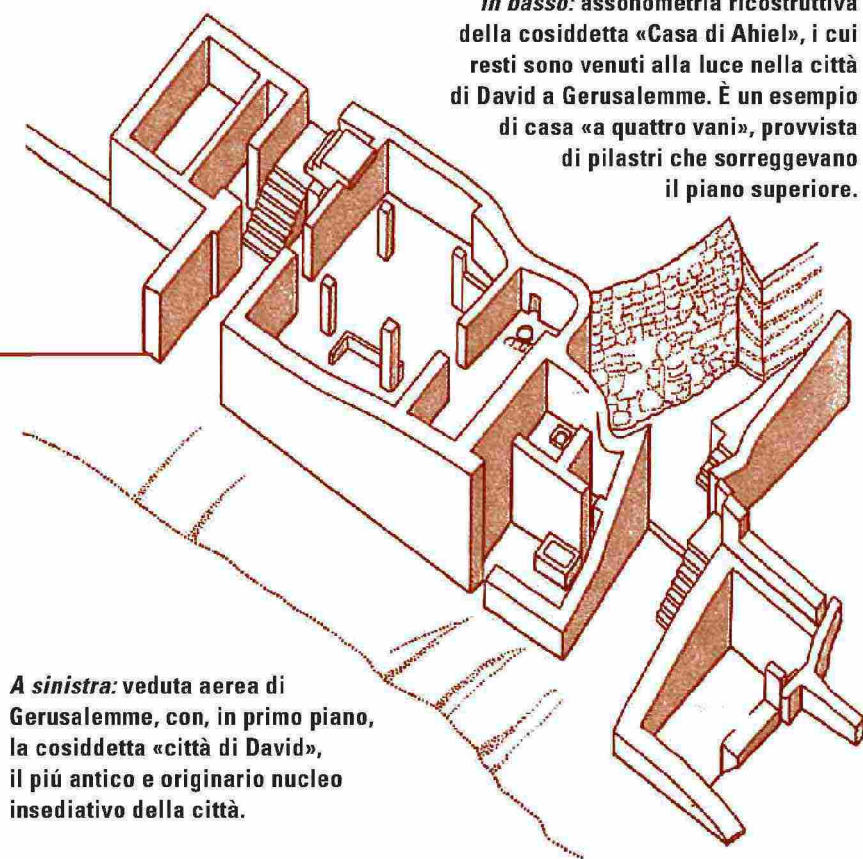 In basso: assonometria ricostruttiva
della cosiddetta «Casa di Ahiel», i cui
resti sono venuti alla luce nella città
di David a Gerusalemme. È un esempio
di casa «a quattro vani», provvista
di pilastri che sorreggevano
il piano superiore.
A sinistra: veduta aerea di
Gerusalemme, con, in primo piano,
la cosiddetta «città di David»,
il piú antico e originario nucleo
insediativo della città.